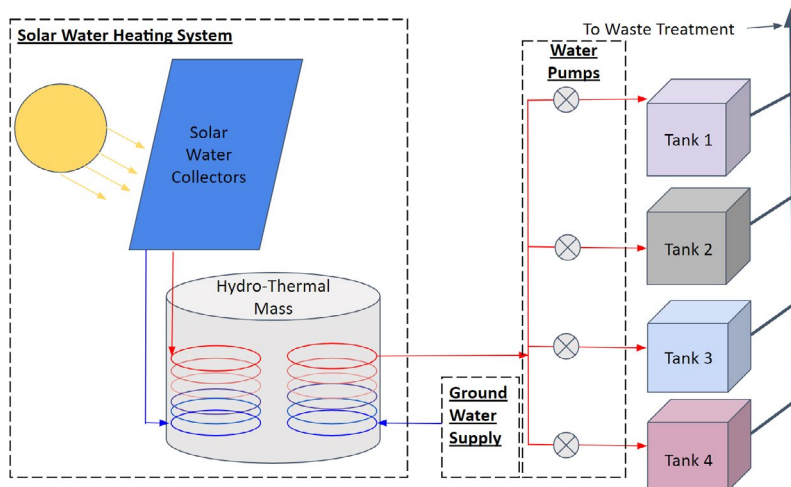 Solar Water Heating System
To Waste Treatment
Water
Pumps
Solar
Water
Collectors
Tank 1
Tank 2
Hydro-Thermal
Mass
Tank 3
Ground
Water
Supply
Tank 4